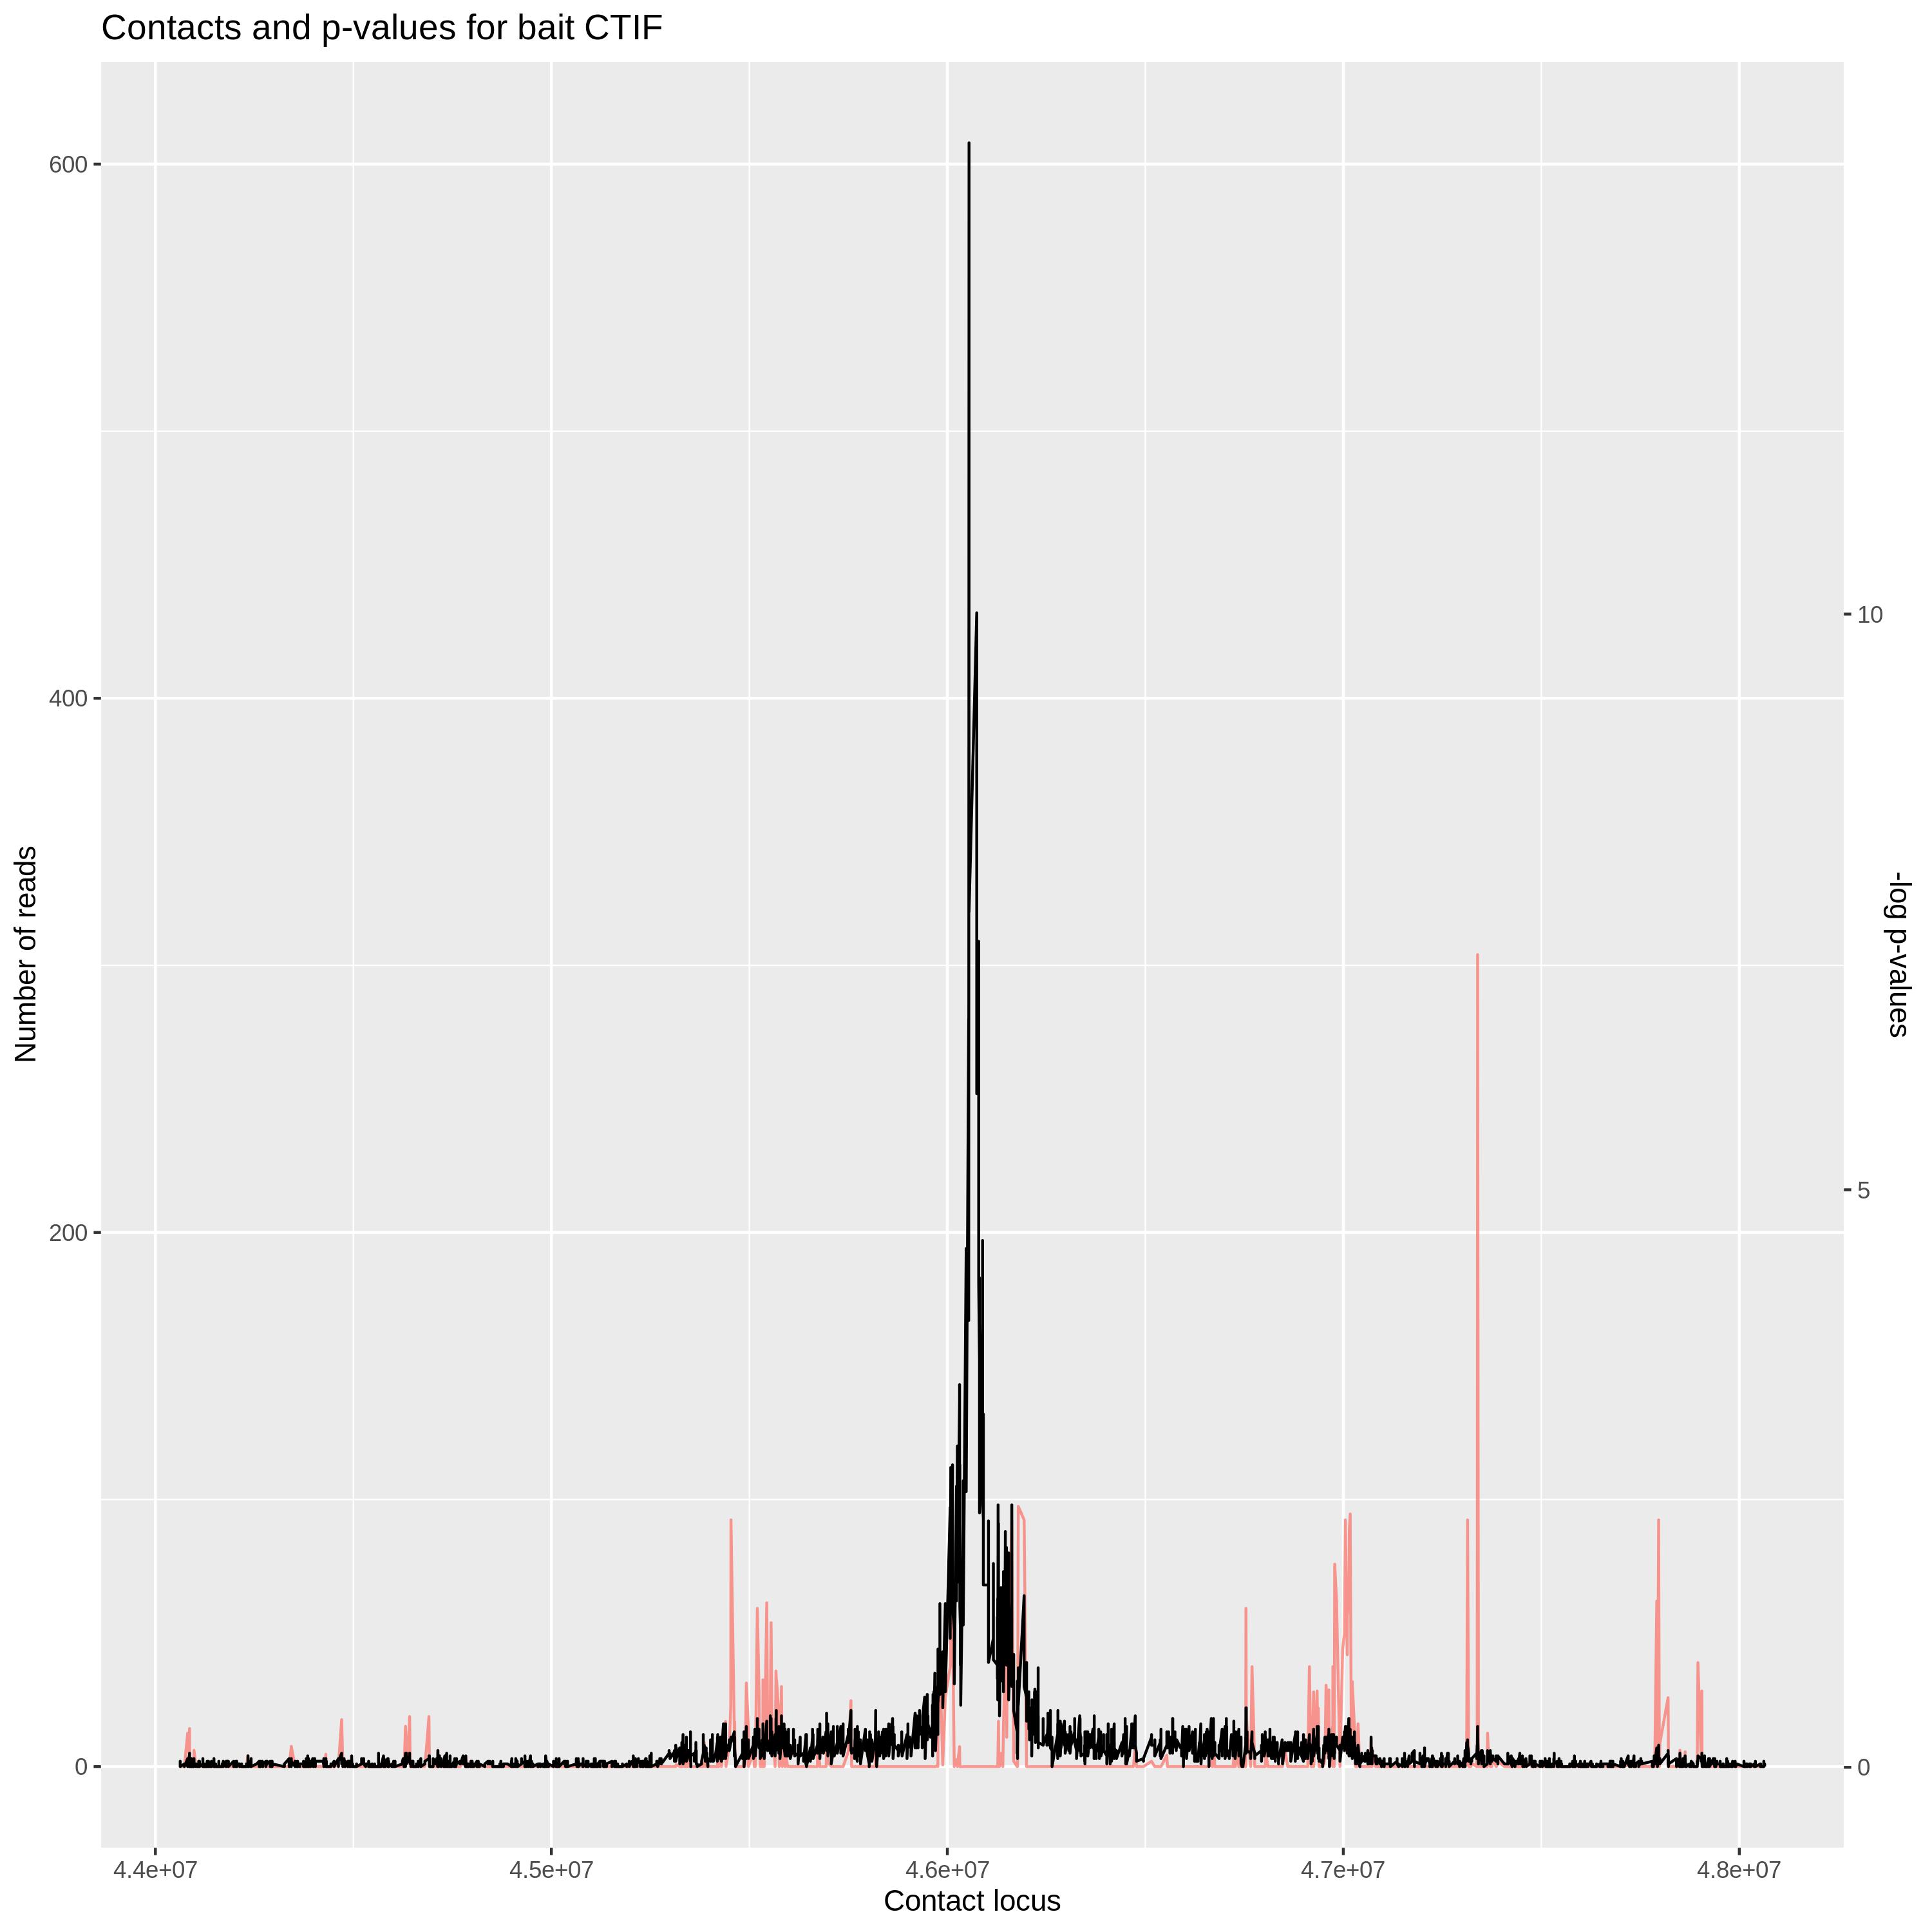 Contacts and p-values for bait CTIF
600
400
200
0
Number of reads
10
5
0
-log p-values
4.4e+07
4.5e+07
4.6e+07
4.7e+07
4.8e+07
Contact locus